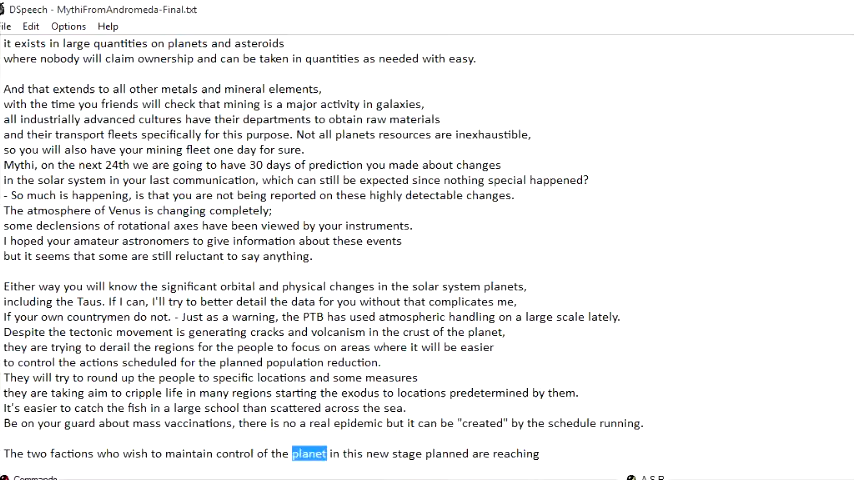 DSpeech - MythiFromAndromeda-Final.txt
ile Edit Options Help
it exists in large quantities on planets and asteroids
where nobody will claim ownership and can be taken in quantities as needed with easy.
And that extends to all other metals and mineral elements,
with the time you friends will check that mining is a major activity in galaxies,
all industrially advanced cultures have their departments to obtain raw materials
and their transport fleets specifically for this purpose. Not all planets resources are inexhaustible,
so you will also have your mining fleet one day for sure.
Mythi, on the next 24th we are going to have 30 days of prediction you made about changes
in the solar system in your last communication, which can still be expected since nothing special happened?
- So much is happening, is that you are not being reported on these highly detectable changes.
The atmosphere of Venus is changing completely;
some declensions of rotational axes have been viewed by your instruments.
I hoped your amateur astronomers to give information about these events
but it seems that some are still reluctant to say anything.
Either way you will know the significant orbital and physical changes in the solar system planets,
including the Taus. If I can, I'll try to better detail the data for you without that complicates me,
If your own countrymen do not. - Just as a warning, the PTB has used atmospheric handling on a large scale lately.
Despite the tectonic movement is generating cracks and volcanism in the crust of the planet,
they are trying to derail the regions for the people to focus on areas where it will be easier
to control the actions scheduled for the planned population reduction.
They will try to round up the people to specific locations and some measures
they are taking aim to cripple life in many regions starting the exodus to locations predetermined by them.
It's easier to catch the fish in a large school than scattered across the sea.
Be on your guard about mass vaccinations, there is no a real epidemic but it can be "created" by the schedule running.
The two factions who wish to maintain control of the planet in this new stage planned are reaching